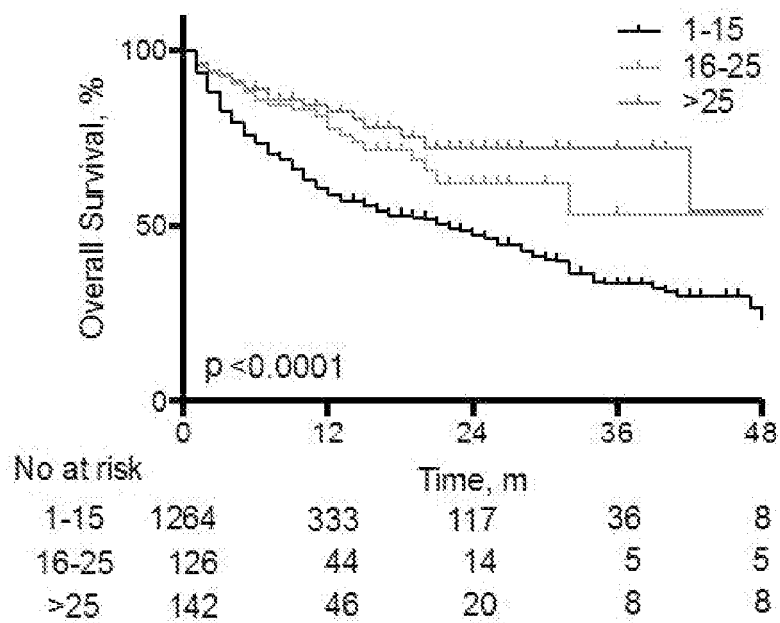 1-15
16-25
>25
Overall Survival, %
100
50
0
p <0.0001
0 12 24 36 48
Time, m
No at risk
1-15 1264 333 117 36 8
16-25 126 44 14 5 5
>25 142 46 20 8 8